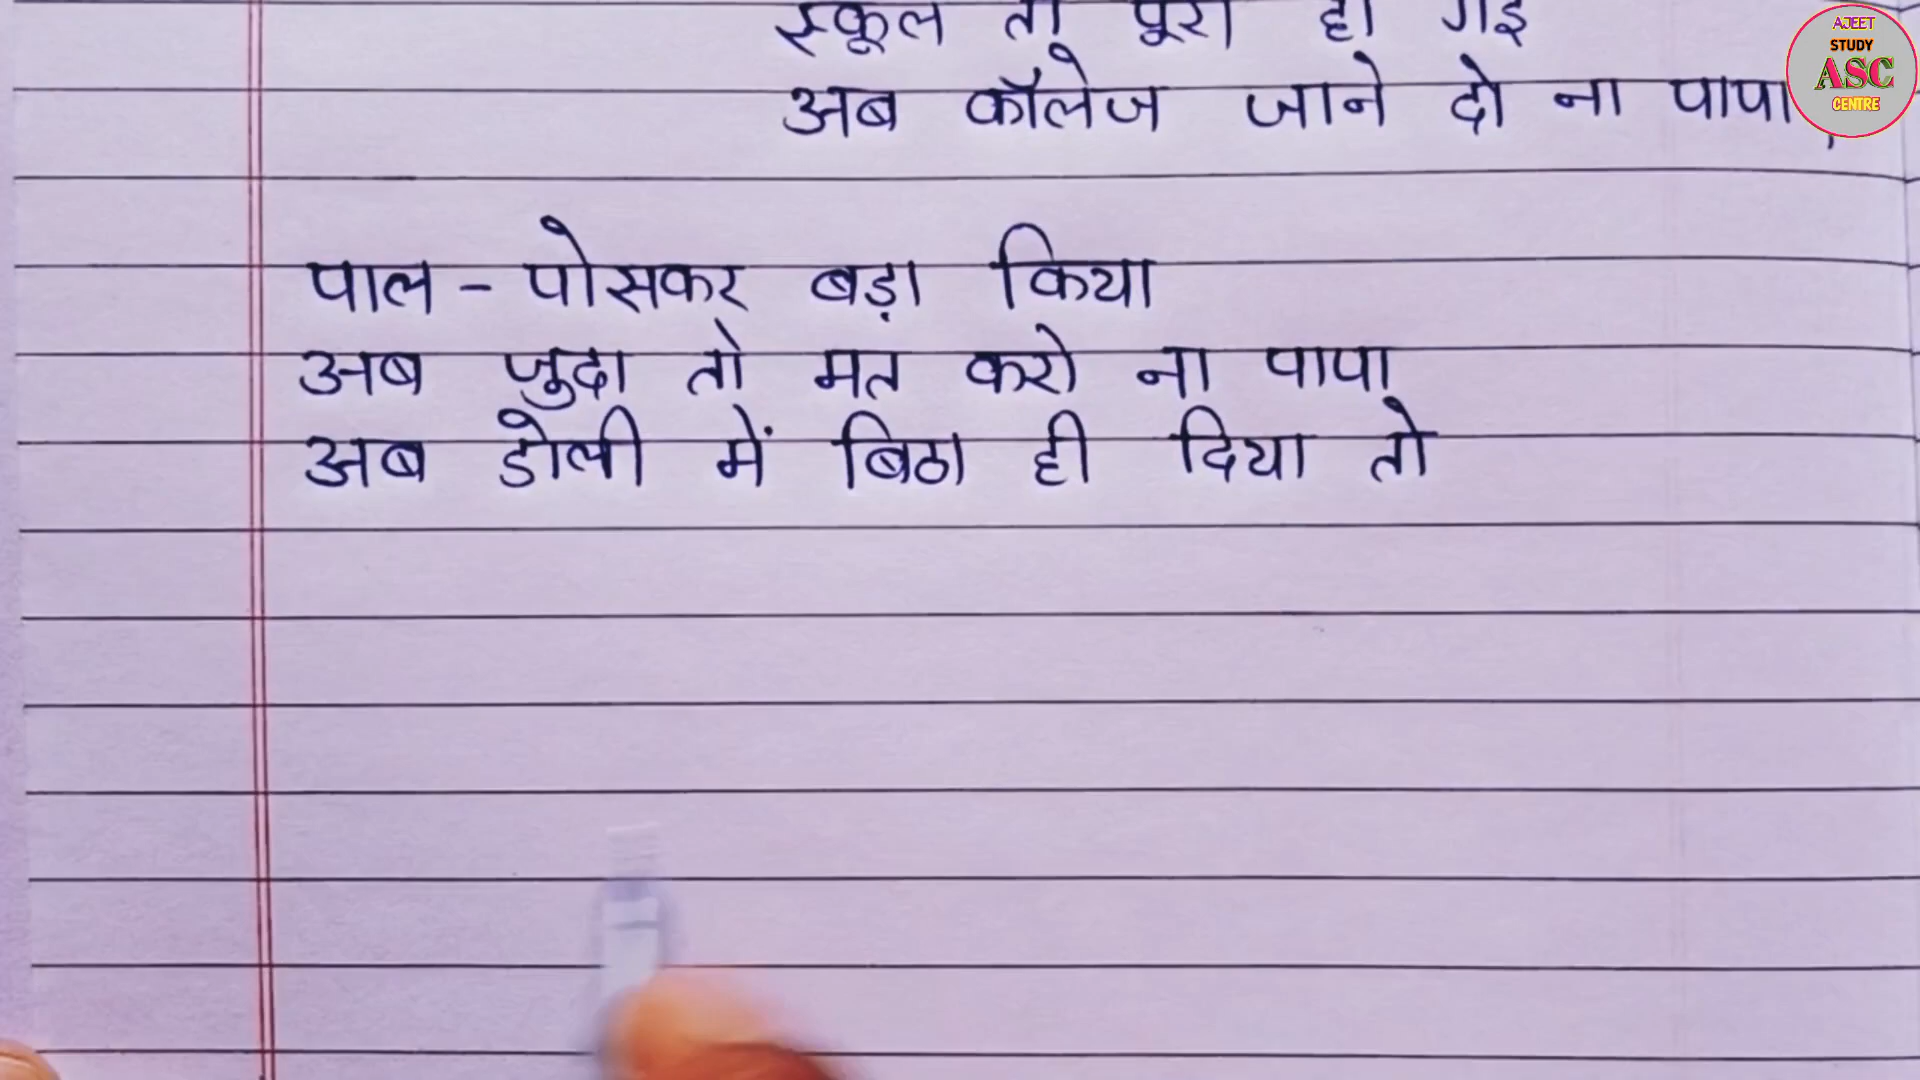 स्कूल तो पूरी हो गई
अब कॉलेज जाने दो ना पापा,
पाल - पोसकर बड़ा किया
अब जुदा तो मत करो ना पापा
अब डोली में बिठा ही दिया तो
AJEET
STUDY
ASC
CENTRE